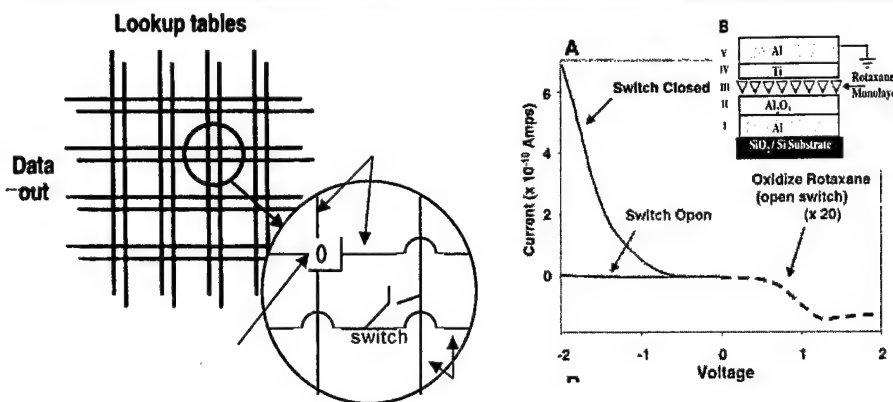 Lookup tables
Data
out
0
switch
A
Switch Closed
Switch Open
Oxidize Rotaxane
(open switch)
(x 20)
Current (x 10⁻¹⁰ Amps)
6
4
2
0
-2
-1
0
1
2
Voltage
B
V
Al
IV
Ti
III
Rotaxane
Monolaye
II
Al₂O₃
I
Al
SiO₂ / Si Substrate